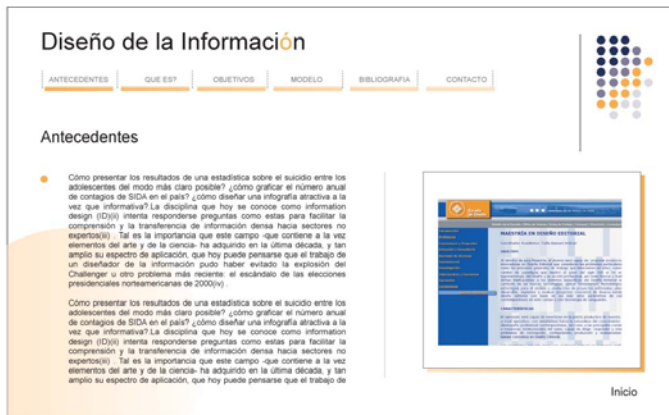 Diseño de la Información
ANTECEDENTES
QUE ES?
OBJETIVOS
MODELO
BIBLIOGRAFIA
CONTACTO
Antecedentes
Cómo presentar los resultados de una estadística sobre el suicidio entre los
adolescentes del modo más claro posible? ¿cómo graficar el número anual
de contagios de SIDA en el país? ¿cómo diseñar una infografía atractiva a la
vez que informativa?.La disciplina que hoy se conoce como information
design (ID)(ii) intenta responderse preguntas como estas para facilitar la
comprensión y la transferencia de información densa hacia sectores no
expertos(iii) . Tal es la importancia que este campo -que contiene a la vez
elementos del arte y de la ciencia- ha adquirido en la última década, y tan
amplio su espectro de aplicación, que hoy puede pensarse que el trabajo de
un diseñador de la información pudo haber evitado la explosión del
Challenger u otro problema más reciente: el escándalo de las elecciones
presidenciales norteamericanas de 2000(iv) .
Cómo presentar los resultados de una estadística sobre el suicidio entre los
adolescentes del modo más claro posible? ¿cómo graficar el número anual
de contagios de SIDA en el país? ¿cómo diseñar una infografía atractiva a la
vez que informativa?.La disciplina que hoy se conoce como information
design (ID)(ii) intenta responderse preguntas como estas para facilitar la
comprensión y la transferencia de información densa hacia sectores no
expertos(iii) . Tal es la importancia que este campo -que contiene a la vez
elementos del arte y de la ciencia- ha adquirido en la última década, y tan
amplio su espectro de aplicación, que hoy puede pensarse que el trabajo de
MAESTRÍA EN DISEÑO EDITORIAL
Inicio